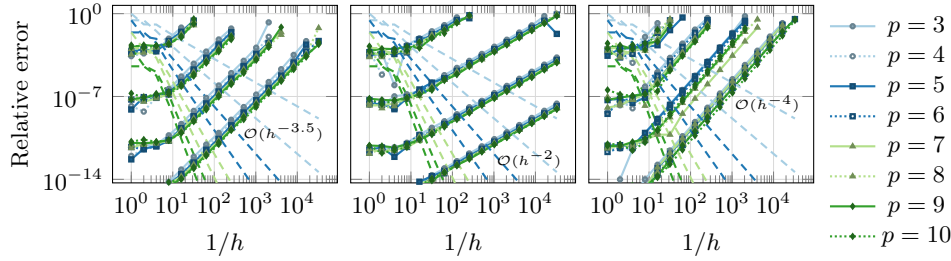 Relative error
10^0
10^{-7}
10^{-14}
O(h^{-3.5})
O(h^{-2})
O(h^{-4})
10^0 10^1 10^2 10^3 10^4
10^0 10^1 10^2 10^3 10^4
10^0 10^1 10^2 10^3 10^4
1/h
1/h
1/h
p = 3
p = 4
p = 5
p = 6
p = 7
p = 8
p = 9
p = 10